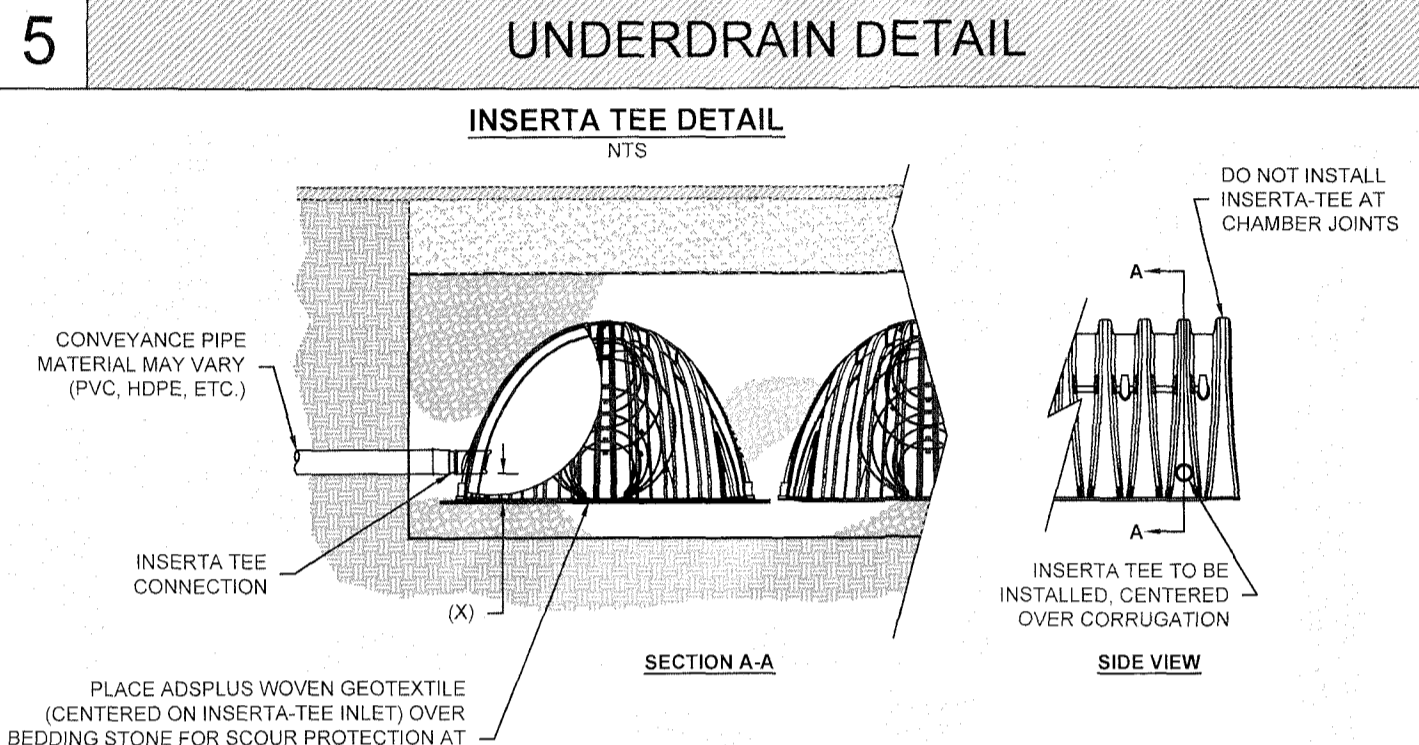 5
UNDERDRAIN DETAIL
INSERTA TEE DETAIL
NTS
DO NOT INSTALL
INSERTA-TEE AT
CHAMBER JOINTS
A
CONVEYANCE PIPE
MATERIAL MAY VARY
(PVC, HDPE, ETC.)
INSERTA TEE
CONNECTION
(X)
A
INSERTA TEE TO BE
INSTALLED, CENTERED
OVER CORRUGATION
SECTION A-A
SIDE VIEW
PLACE ADSPLUS WOVEN GEOTEXTILE
(CENTERED ON INSERTA-TEE INLET) OVER
BEDDING STONE FOR SCOUR PROTECTION AT